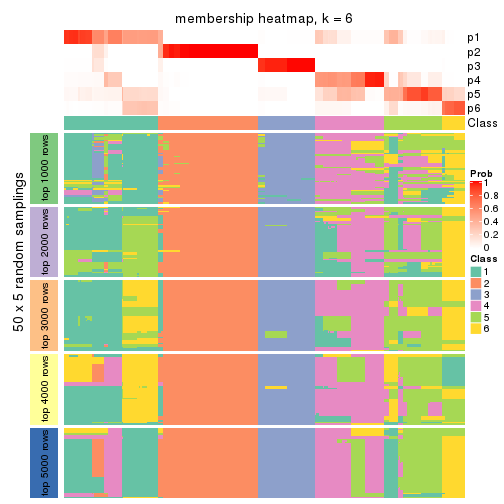 membership heatmap, k = 6
p1
p2
p3
p4
p5
p6
Class
50 x 5 random samplings
top 1000 rows
top 2000 rows
top 3000 rows
top 4000 rows
top 5000 rows
Prob
1
0.8
0.6
0.4
0.2
0
Class
1
2
3
4
5
6